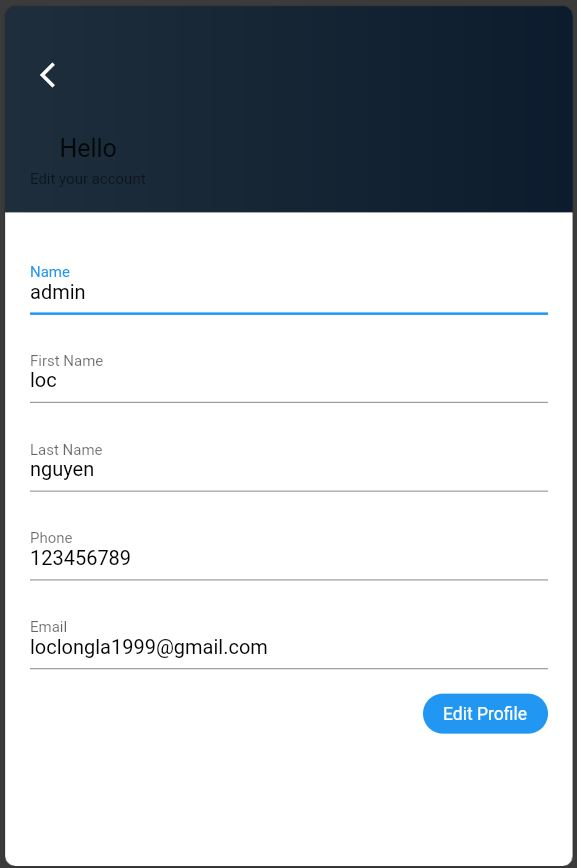 Hello
Edit your account
Name
admin
First Name
loc
Last Name
nguyen
Phone
123456789
Email
loclongla1999@gmail.com
Edit Profile